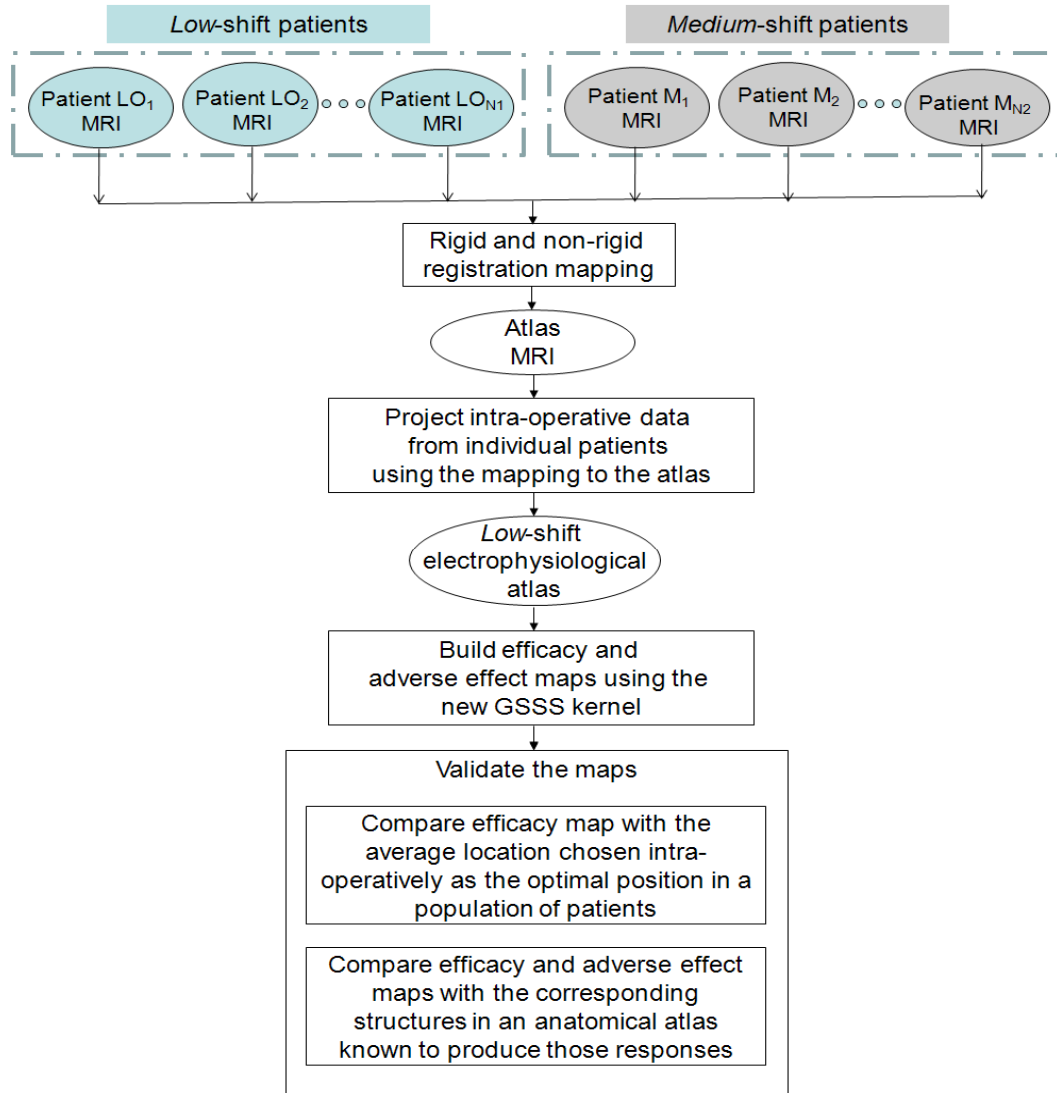 Low-shift patients
Medium-shift patients
Patient LO1
MRI
Patient LO2
MRI
Patient LON1
MRI
Patient M1
MRI
Patient M2
MRI
Patient MN2
MRI
Rigid and non-rigid
registration mapping
Atlas
MRI
Project intra-operative data
from individual patients
using the mapping to the atlas
Low-shift
electrophysiological
atlas
Build efficacy and
adverse effect maps using the
new GSSS kernel
Validate the maps
Compare efficacy map with the
average location chosen intra-
operatively as the optimal position in a
population of patients
Compare efficacy and adverse effect
maps with the corresponding
structures in an anatomical atlas
known to produce those responses